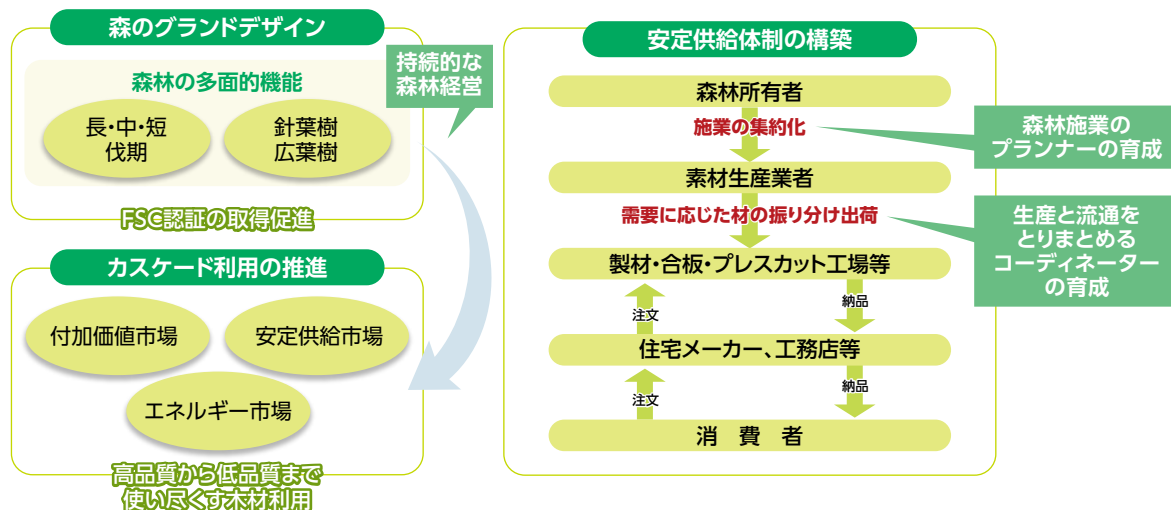 森のグランドデザイン
森林の多面的機能
長・中・短
伐期
針葉樹
広葉樹
FSC認証の取得促進
持続的な
森林経営
カスケード利用の推進
付加価値市場
安定供給市場
エネルギー市場
高品質から低品質まで
使い尽くす木材利用
安定供給体制の構築
森林所有者
施業の集約化
森林施業の
プランナーの育成
素材生産業者
需要に応じた材の振り分け出荷
生産と流通を
とりまとめる
コーディネーター
の育成
製材・合板・プレスカット工場等
注文
納品
住宅メーカー、工務店等
注文
納品
消　費　者